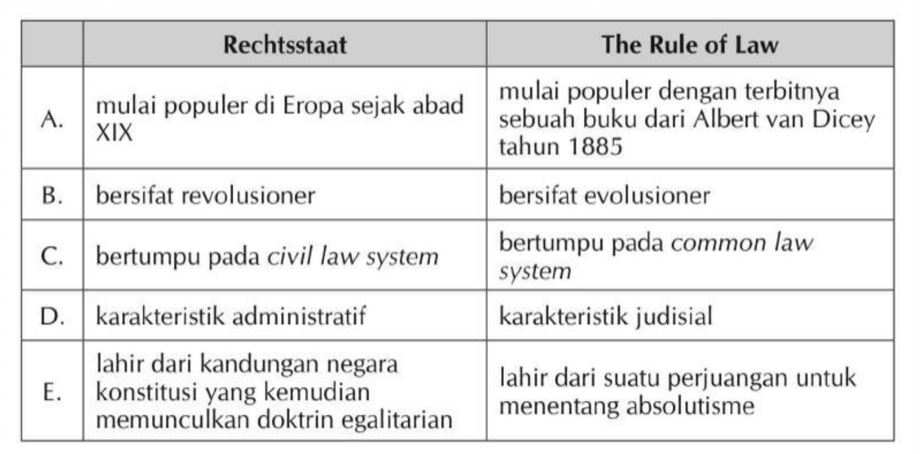 Rechtsstaat The Rule of Law
A. mulai populer di Eropa sejak abad
XIX
mulai populer dengan terbitnya
sebuah buku dari Albert van Dicey
tahun 1885
B. bersifat revolusioner
bersifat evolusioner
C. bertumpu pada civil law system
bertumpu pada common law
system
D. karakteristik administratif
karakteristik judisial
E. lahir dari kandungan negara
konstitusi yang kemudian
memunculkan doktrin egalitarian
lahir dari suatu perjuangan untuk
menentang absolutisme